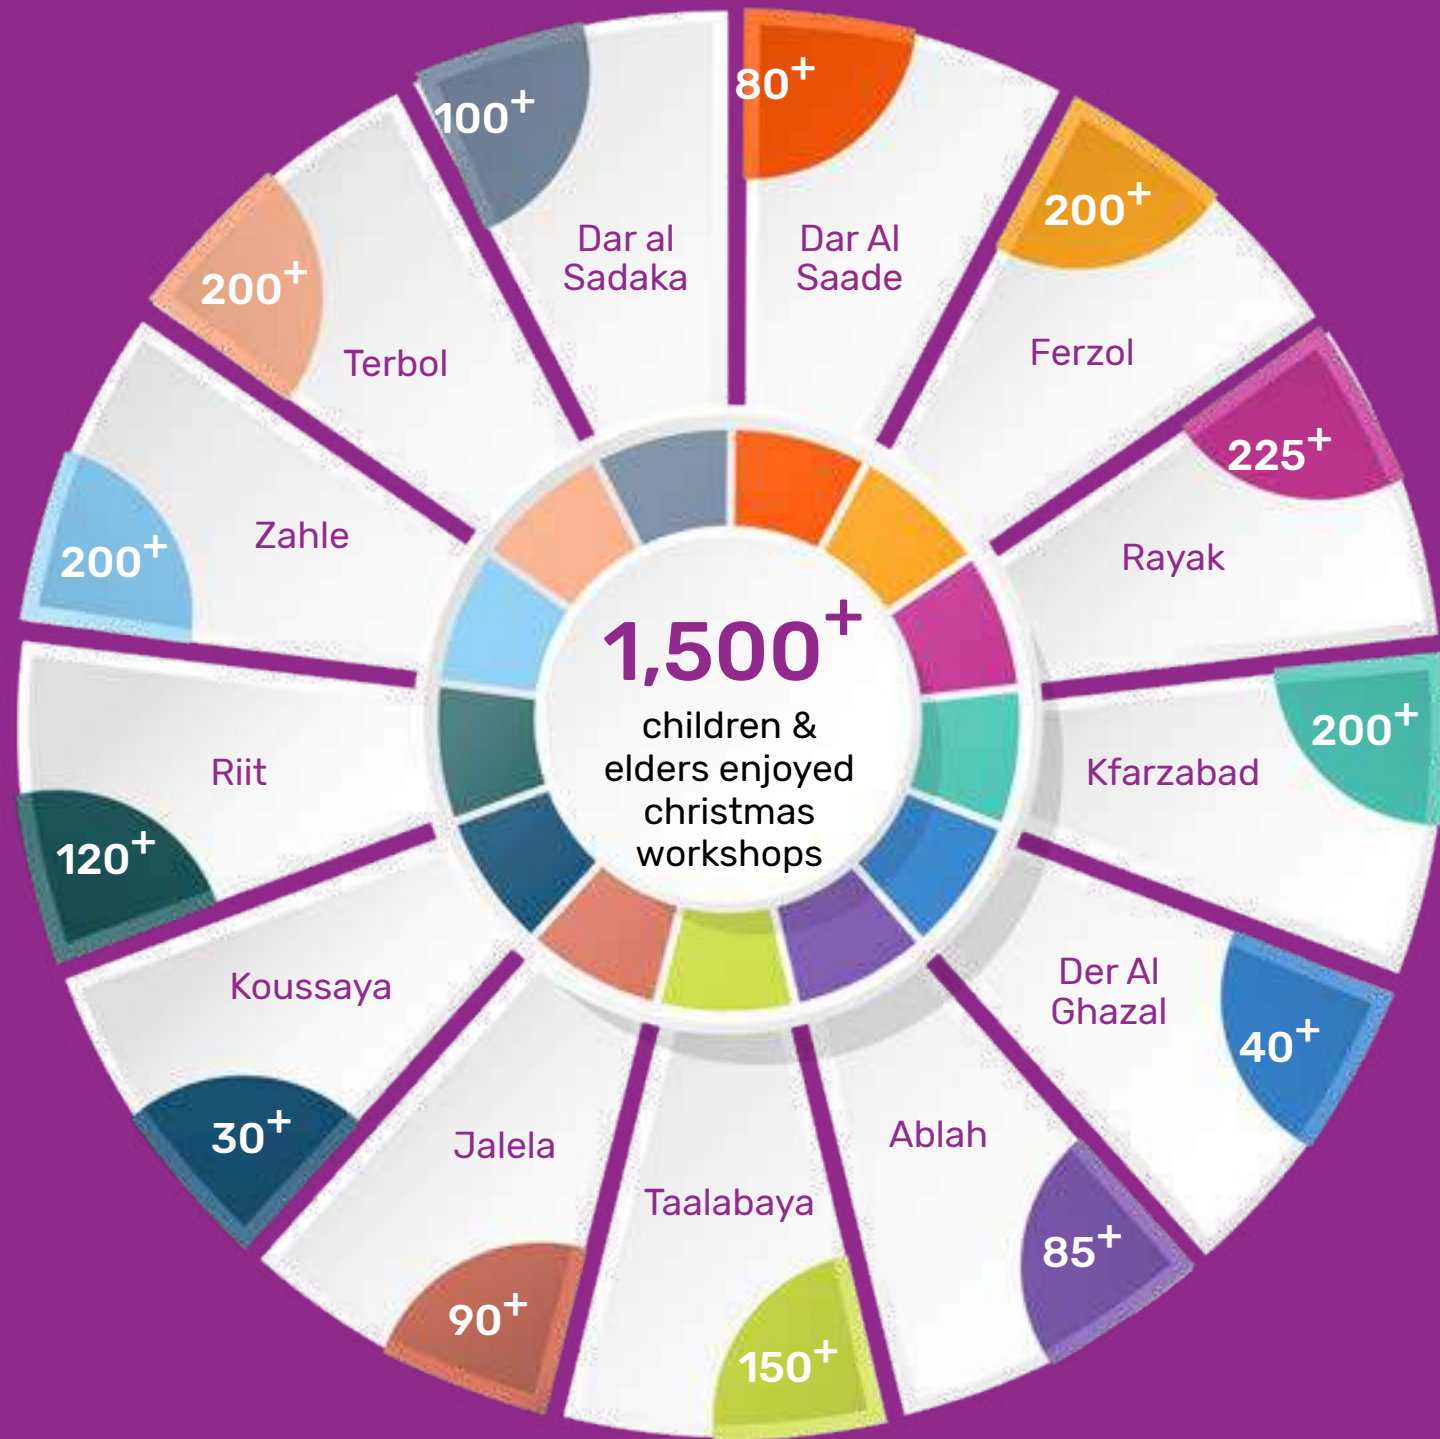 1,500+
children &
elders enjoyed
christmas
workshops
80+
Dar Al
Saade
200+
Ferzol
225+
Rayak
200+
Kfarzabad
40+
Der Al
Ghazal
85+
Ablah
150+
Taalabaya
90+
Jalela
30+
Koussaya
120+
Riit
200+
Zahle
200+
Terbol
100+
Dar al
Sadaka